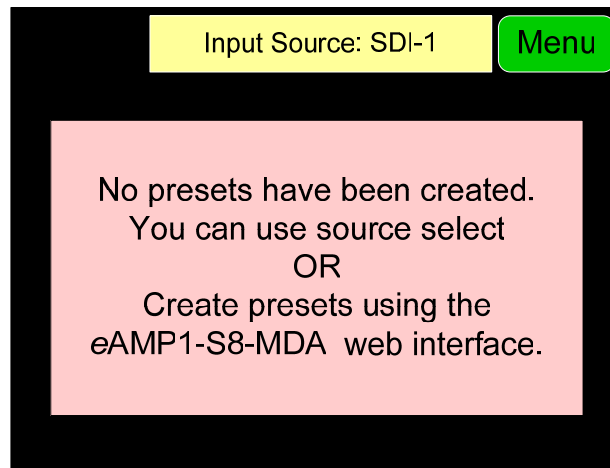 Input Source: SDI-1
Menu
No presets have been created.
You can use source select
OR
Create presets using the
eAMP1-S8-MDA web interface.